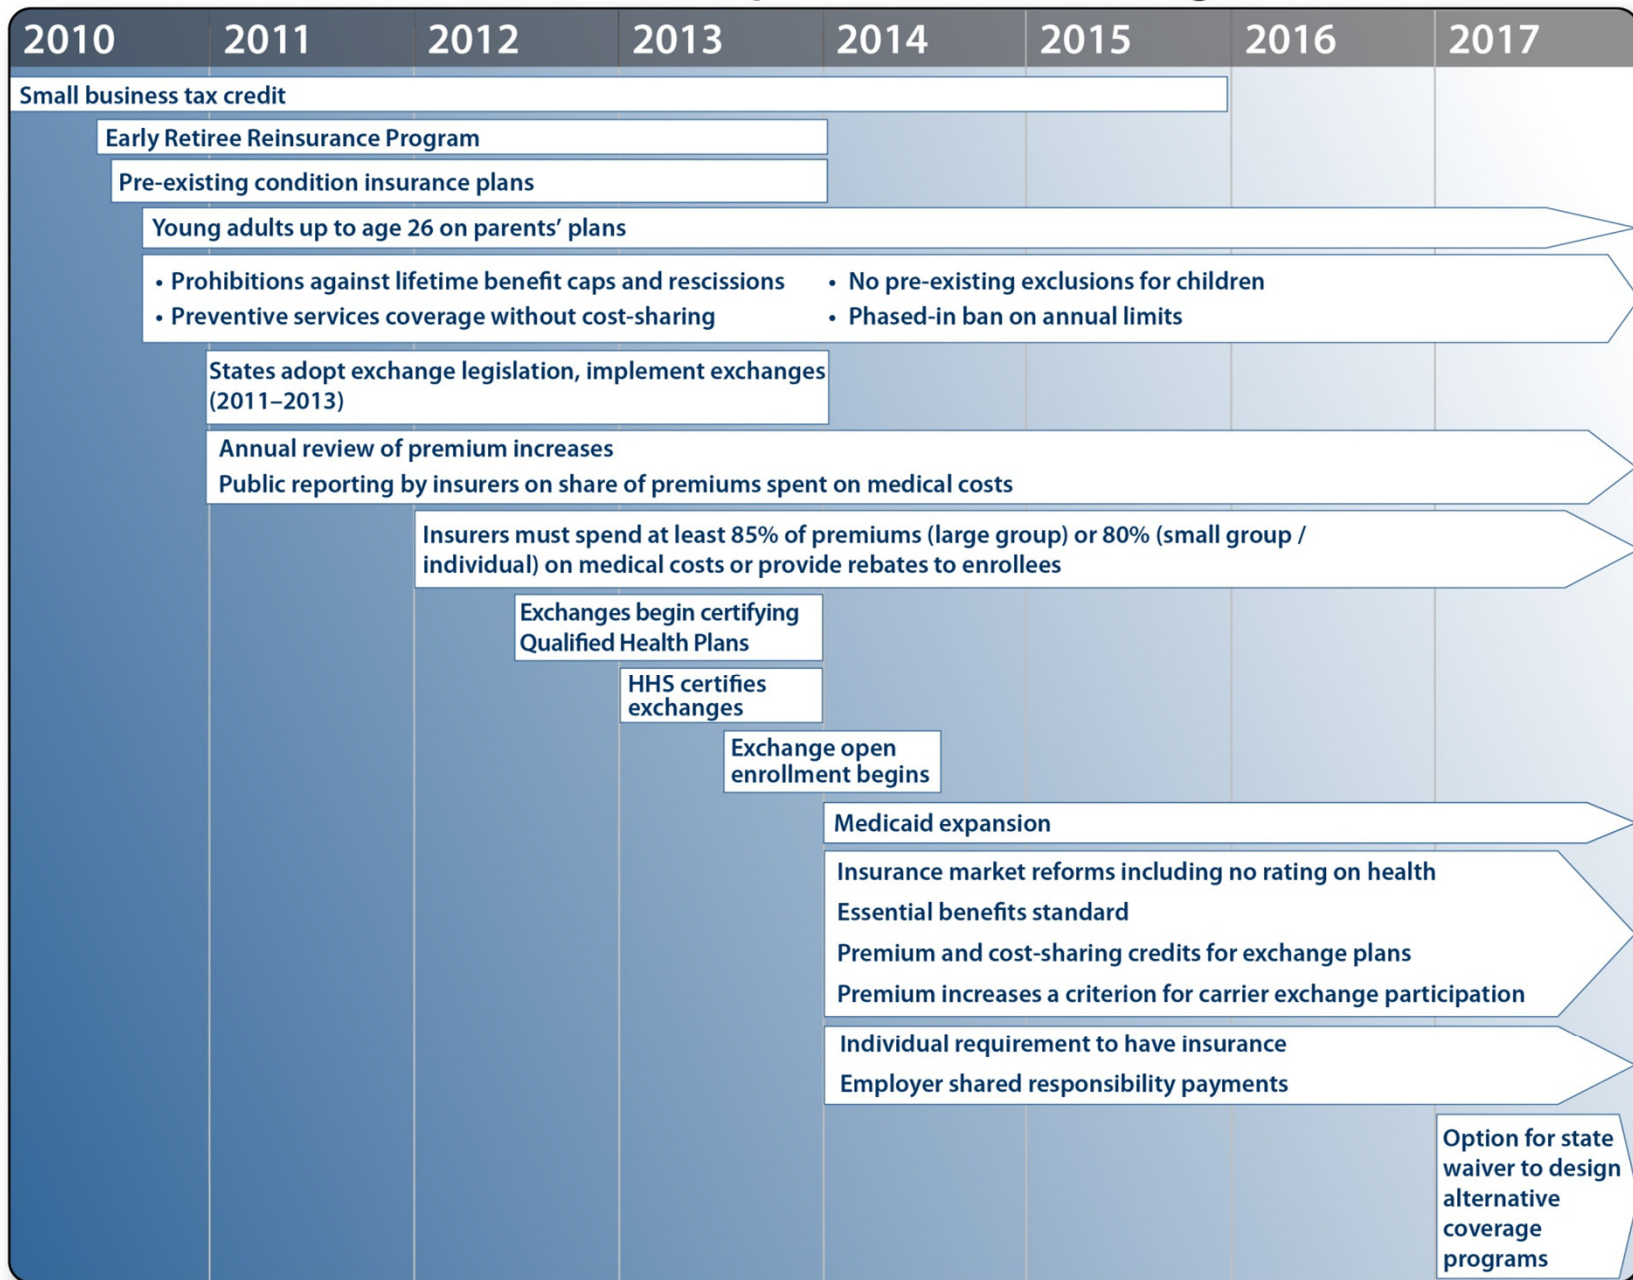 2010 2011 2012 2013 2014 2015 2016 2017
Small business tax credit
Early Retiree Reinsurance Program
Pre-existing condition insurance plans
Young adults up to age 26 on parents’ plans
• Prohibitions against lifetime benefit caps and rescissions
• Preventive services coverage without cost-sharing
• No pre-existing exclusions for children
• Phased-in ban on annual limits
States adopt exchange legislation, implement exchanges
(2011–2013)
Annual review of premium increases
Public reporting by insurers on share of premiums spent on medical costs
Insurers must spend at least 85% of premiums (large group) or 80% (small group /
individual) on medical costs or provide rebates to enrollees
Exchanges begin certifying
Qualified Health Plans
HHS certifies
exchanges
Exchange open
enrollment begins
Medicaid expansion
Insurance market reforms including no rating on health
Essential benefits standard
Premium and cost-sharing credits for exchange plans
Premium increases a criterion for carrier exchange participation
Individual requirement to have insurance
Employer shared responsibility payments
Option for state
waiver to design
alternative
coverage
programs